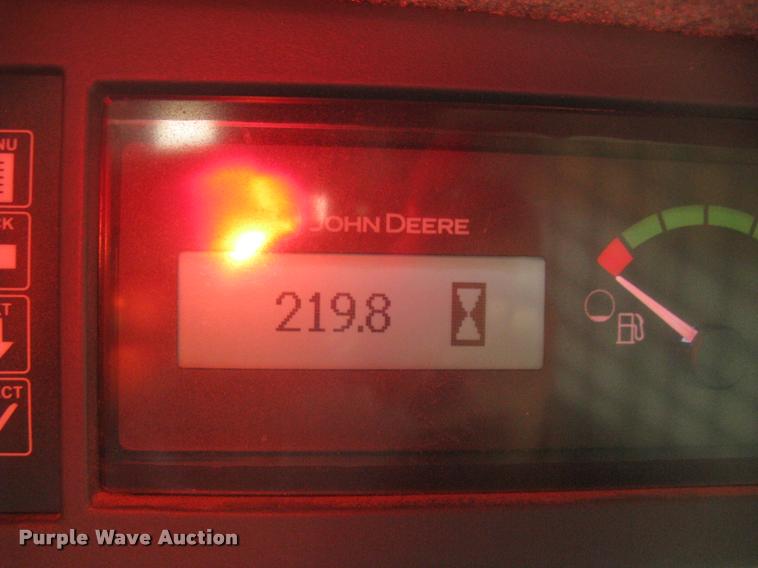 JOHN DEERE
219.8
Purple Wave Auction